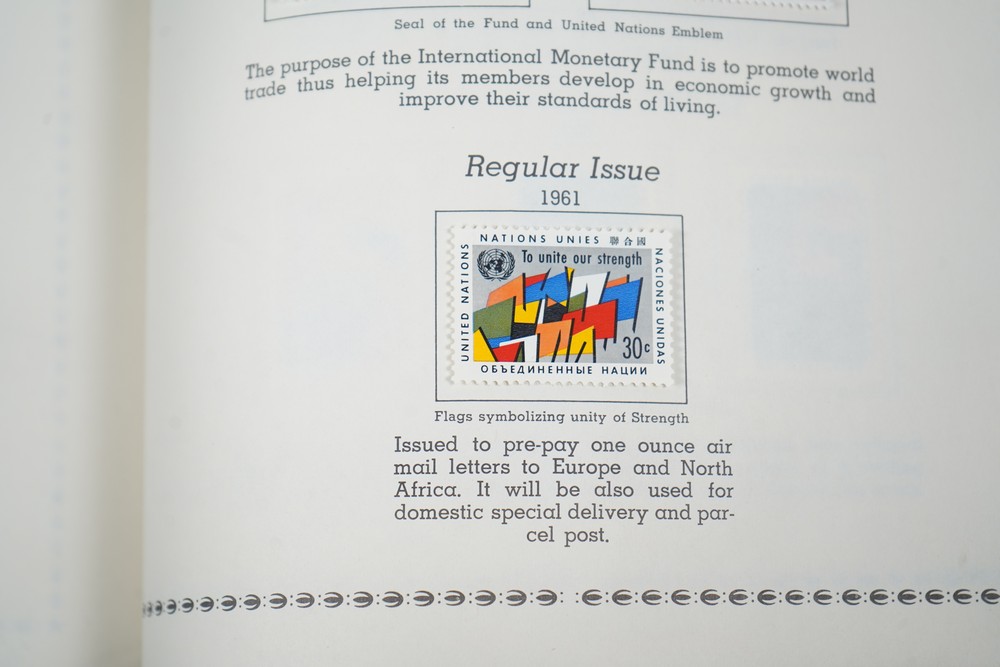 Seal of the Fund and United Nations Emblem
The purpose of the International Monetary Fund is to promote world
trade thus helping its members develop in economic growth and
improve their standards of living.
Regular Issue
1961
NATIONS UNIES 聯合國
UNITED NATIONS
To unite our strength
NACIONES UNIDAS
30c
ОБЪЕДИНЕННЫЕ НАЦИИ
Flags symbolizing unity of Strength
Issued to pre-pay one ounce air
mail letters to Europe and North
Africa. It will be also used for
domestic special delivery and par-
cel post.